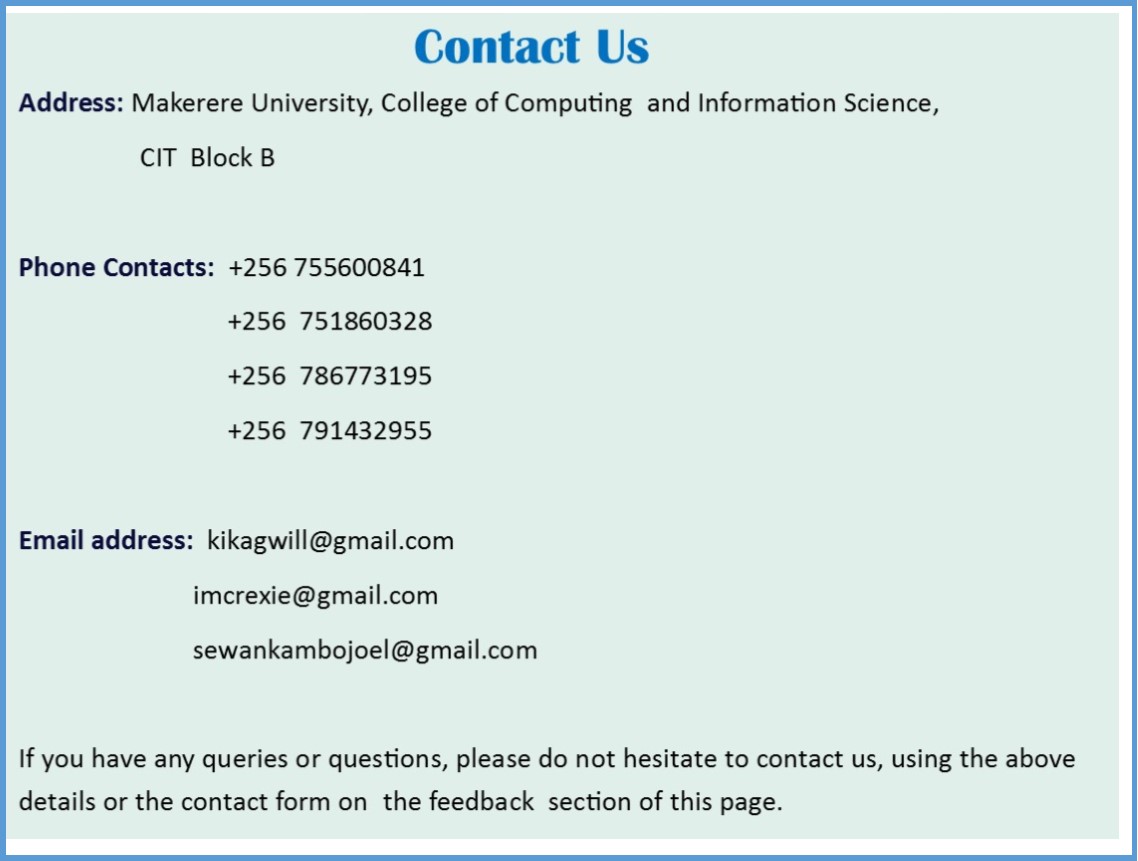 Contact Us
Address: Makerere University, College of Computing and Information Science,
CIT Block B
Phone Contacts: +256 755600841
+256 751860328
+256 786773195
+256 791432955
Email address: kikagwill@gmail.com
imcrexie@gmail.com
sewankambojoel@gmail.com
If you have any queries or questions, please do not hesitate to contact us, using the above
details or the contact form on the feedback section of this page.